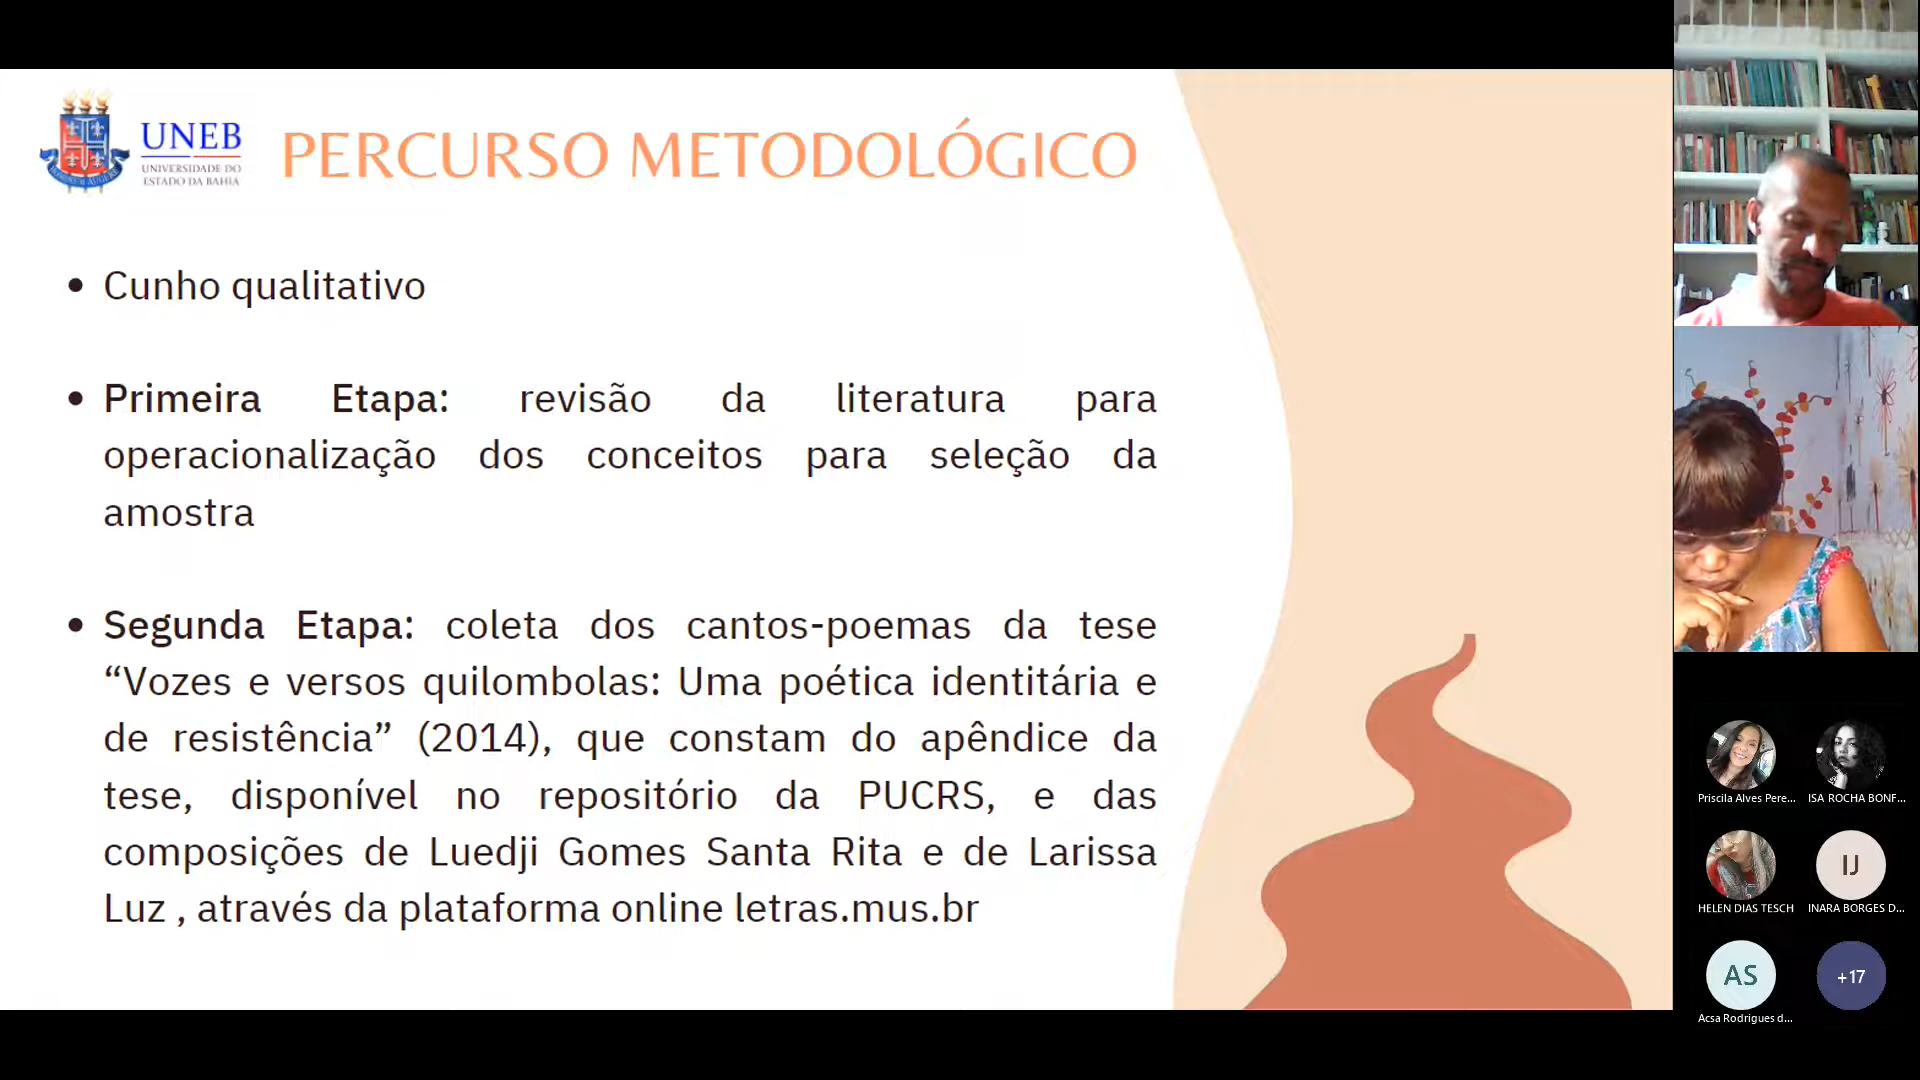 UNEB
UNIVERSIDADE DO
ESTADO DA BAHIA
PERCURSO METODOLÓGICO
• Cunho qualitativo
• Primeira Etapa: revisão da literatura para
operacionalização dos conceitos para seleção da
amostra
• Segunda Etapa: coleta dos cantos-poemas da tese
“Vozes e versos quilombolas: Uma poética identitária e
de resistência” (2014), que constam do apêndice da
tese, disponível no repositório da PUCRS, e das
composições de Luedji Gomes Santa Rita e de Larissa
Luz , através da plataforma online letras.mus.br
Priscila Alves Pere...
ISA ROCHA BONF...
HELEN DIAS TESCH
IJ
INARA BORGES D...
AS
Acsa Rodrigues d...
+17